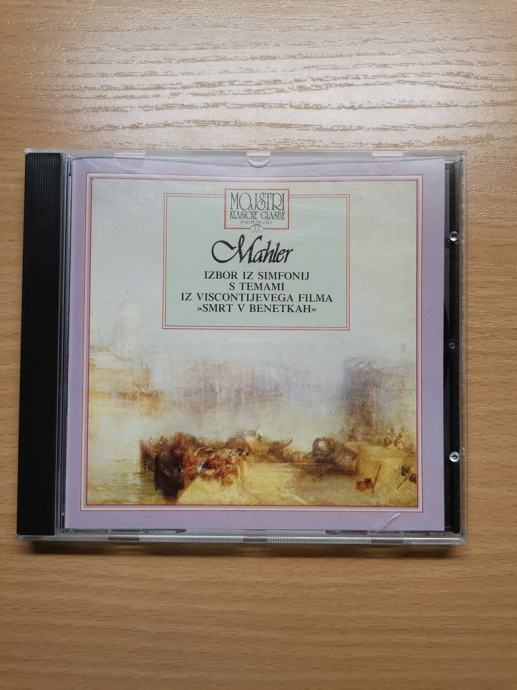 MOJSTRI
KLASIČNE GLASBE
Mahler
IZBOR IZ SIMFONIJ
S TEMAMI
IZ VISCONTIJEVEGA FILMA
»SMRT V BENETKAH«